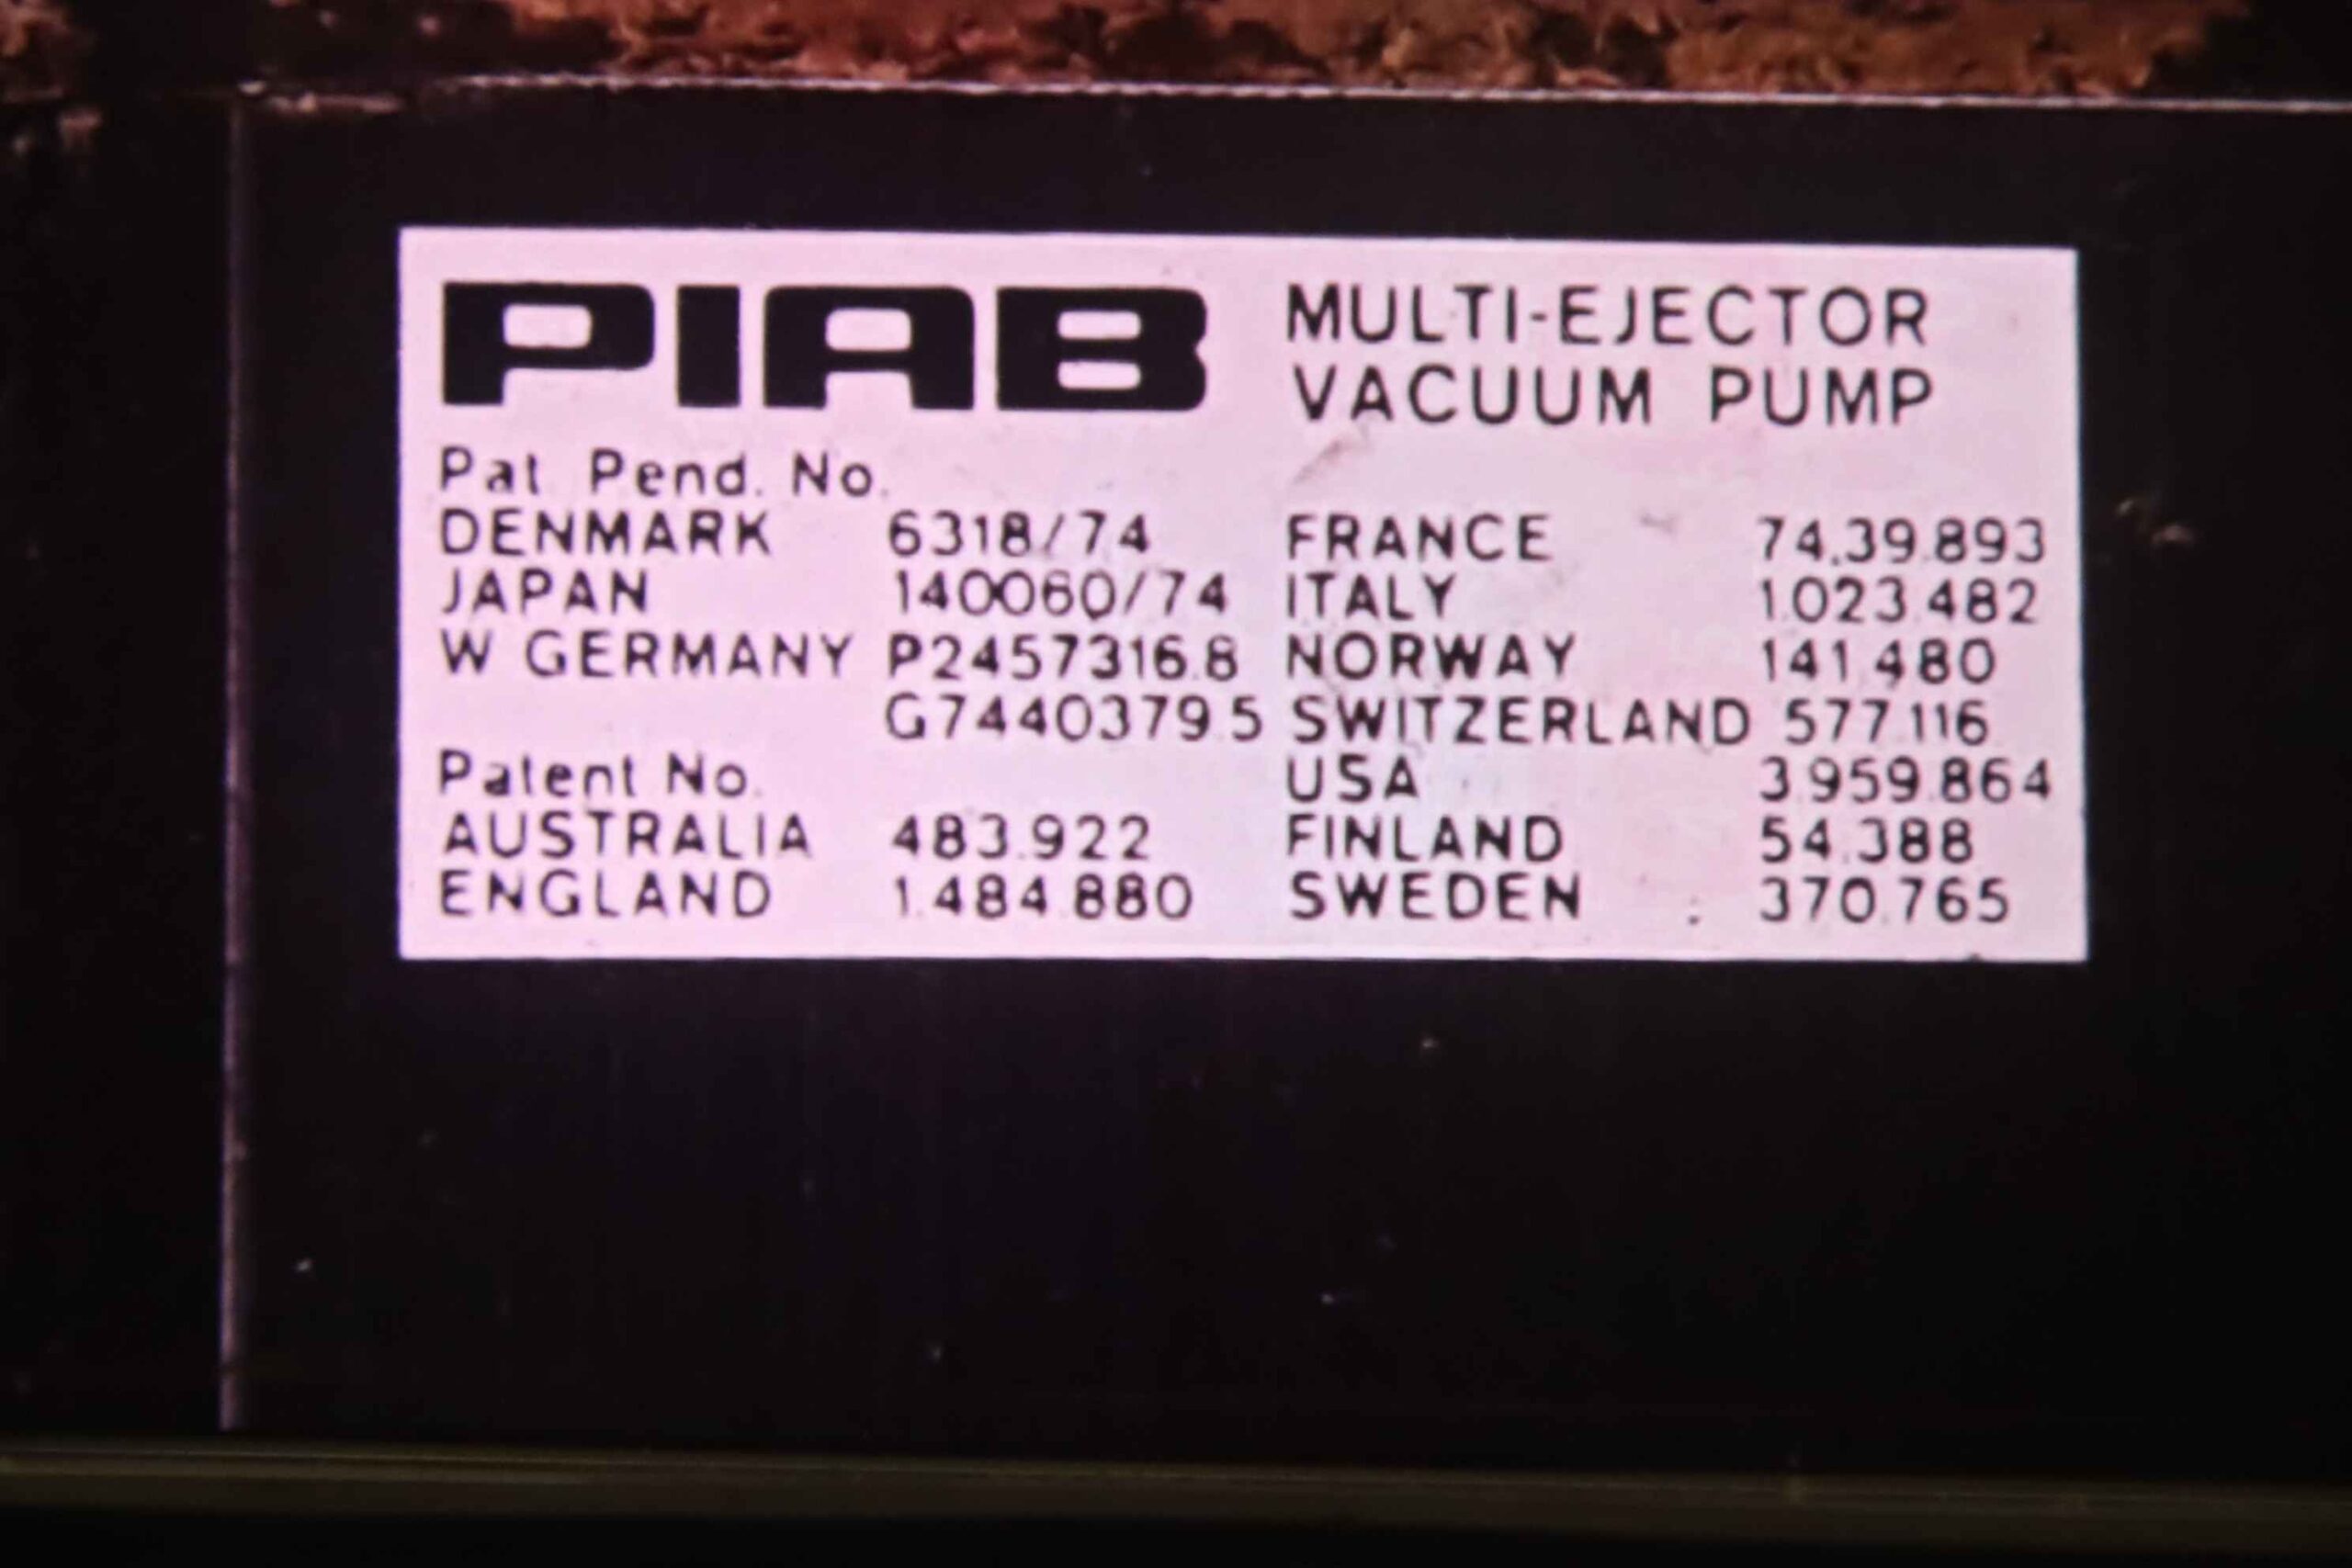 PIAB MULTI-EJECTOR
VACUUM PUMP
Pat. Pend. No.
DENMARK 6318/74 FRANCE 74.39.893
JAPAN 140060/74 ITALY 1.023.482
W GERMANY P2457316.8 NORWAY 141.480
G7440379.5 SWITZERLAND 577.116
Patent No. USA 3.959.864
AUSTRALIA 483.922 FINLAND 54.388
ENGLAND 1.484.880 SWEDEN : 370.765